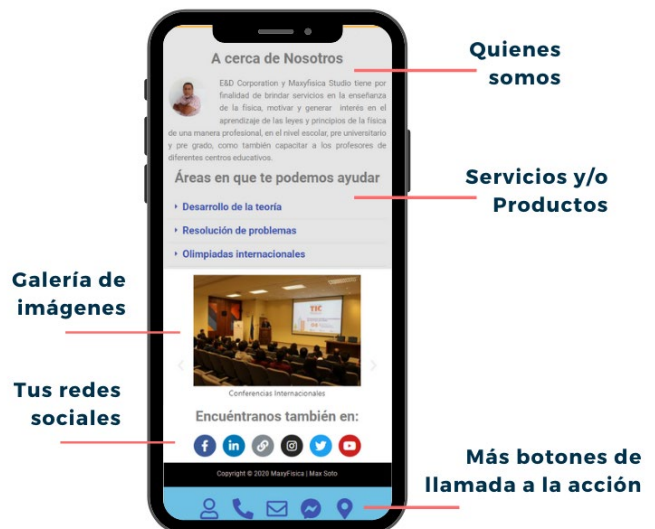 A cerca de Nosotros
E&D Corporation y Maxyfisica Studio tiene por
finalidad de brindar servicios en la enseñanza
de la física, motivar y generar interés en el
aprendizaje de las leyes y principios de la física
de una manera profesional, en el nivel escolar, pre universitario
y pre grado, como también capacitar a los profesores de
diferentes centros educativos.
Quienes
somos
Áreas en que te podemos ayudar
Desarrollo de la teoría
Resolución de problemas
Olimpiadas internacionales
Servicios y/o
Productos
Galería de
imágenes
TIC
Conferencias Internacionales
Tus redes
sociales
Encuéntranos también en:
Copyright © 2020 MaxyFisica | Max Soto
Más botones de
llamada a la acción